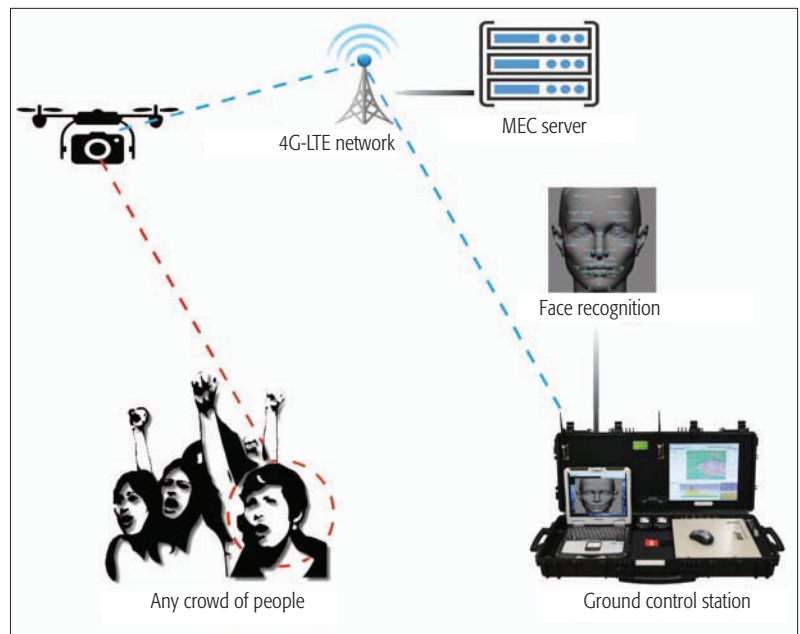 MEC server
4G-LTE network
Face recognition
Any crowd of people
Ground control station